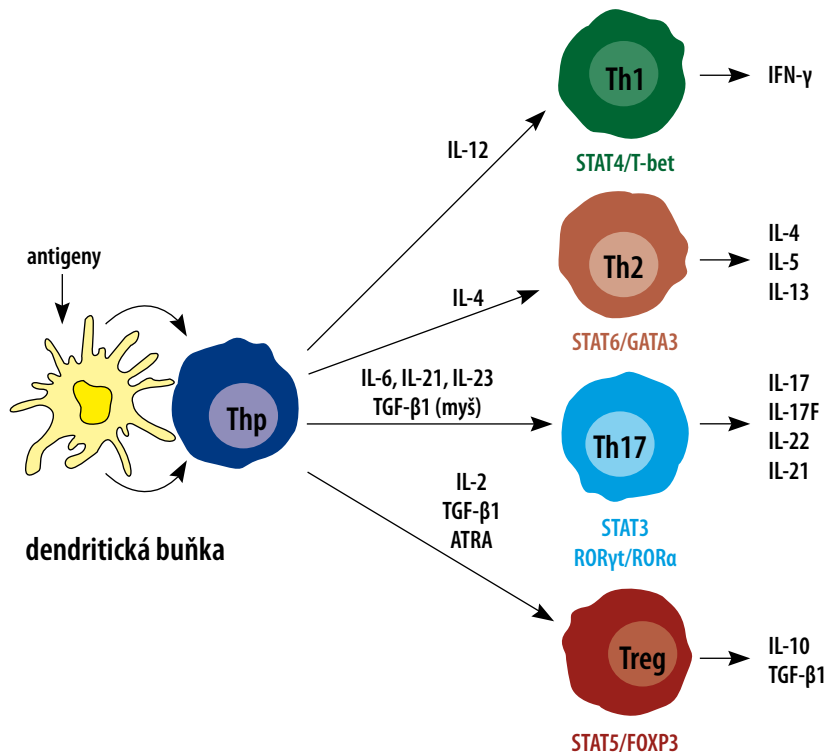 antigeny
dendritická buňka
Thp
IL-12
IL-4
IL-6, IL-21, IL-23
TGF-β1 (myš)
IL-2
TGF-β1
ATRA
Th1
STAT4/T-bet
IFN-γ
Th2
STAT6/GATA3
IL-4
IL-5
IL-13
Th17
STAT3
RORγt/RORα
IL-17
IL-17F
IL-22
IL-21
Treg
STAT5/FOXP3
IL-10
TGF-β1